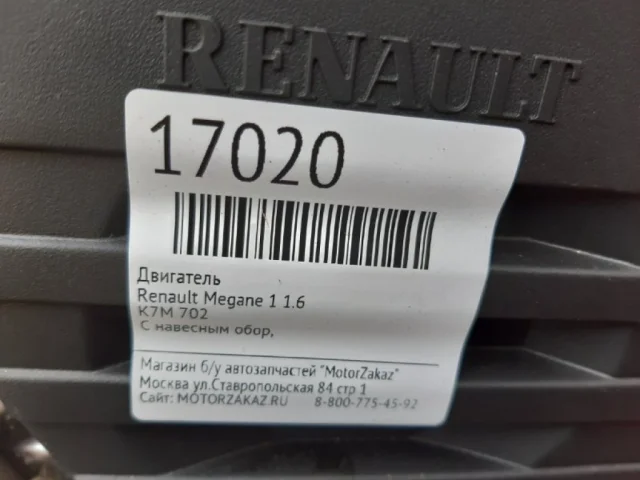 RENAULT
17020
Двигатель
Renault Megane 1 1.6
K7M 702
С навесным обор,
Магазин б/у автозапчастей "MotorZakaz"
Москва ул.Ставропольская 84 стр 1
Сайт: MOTORZAKAZ.RU 8-800-775-45-92